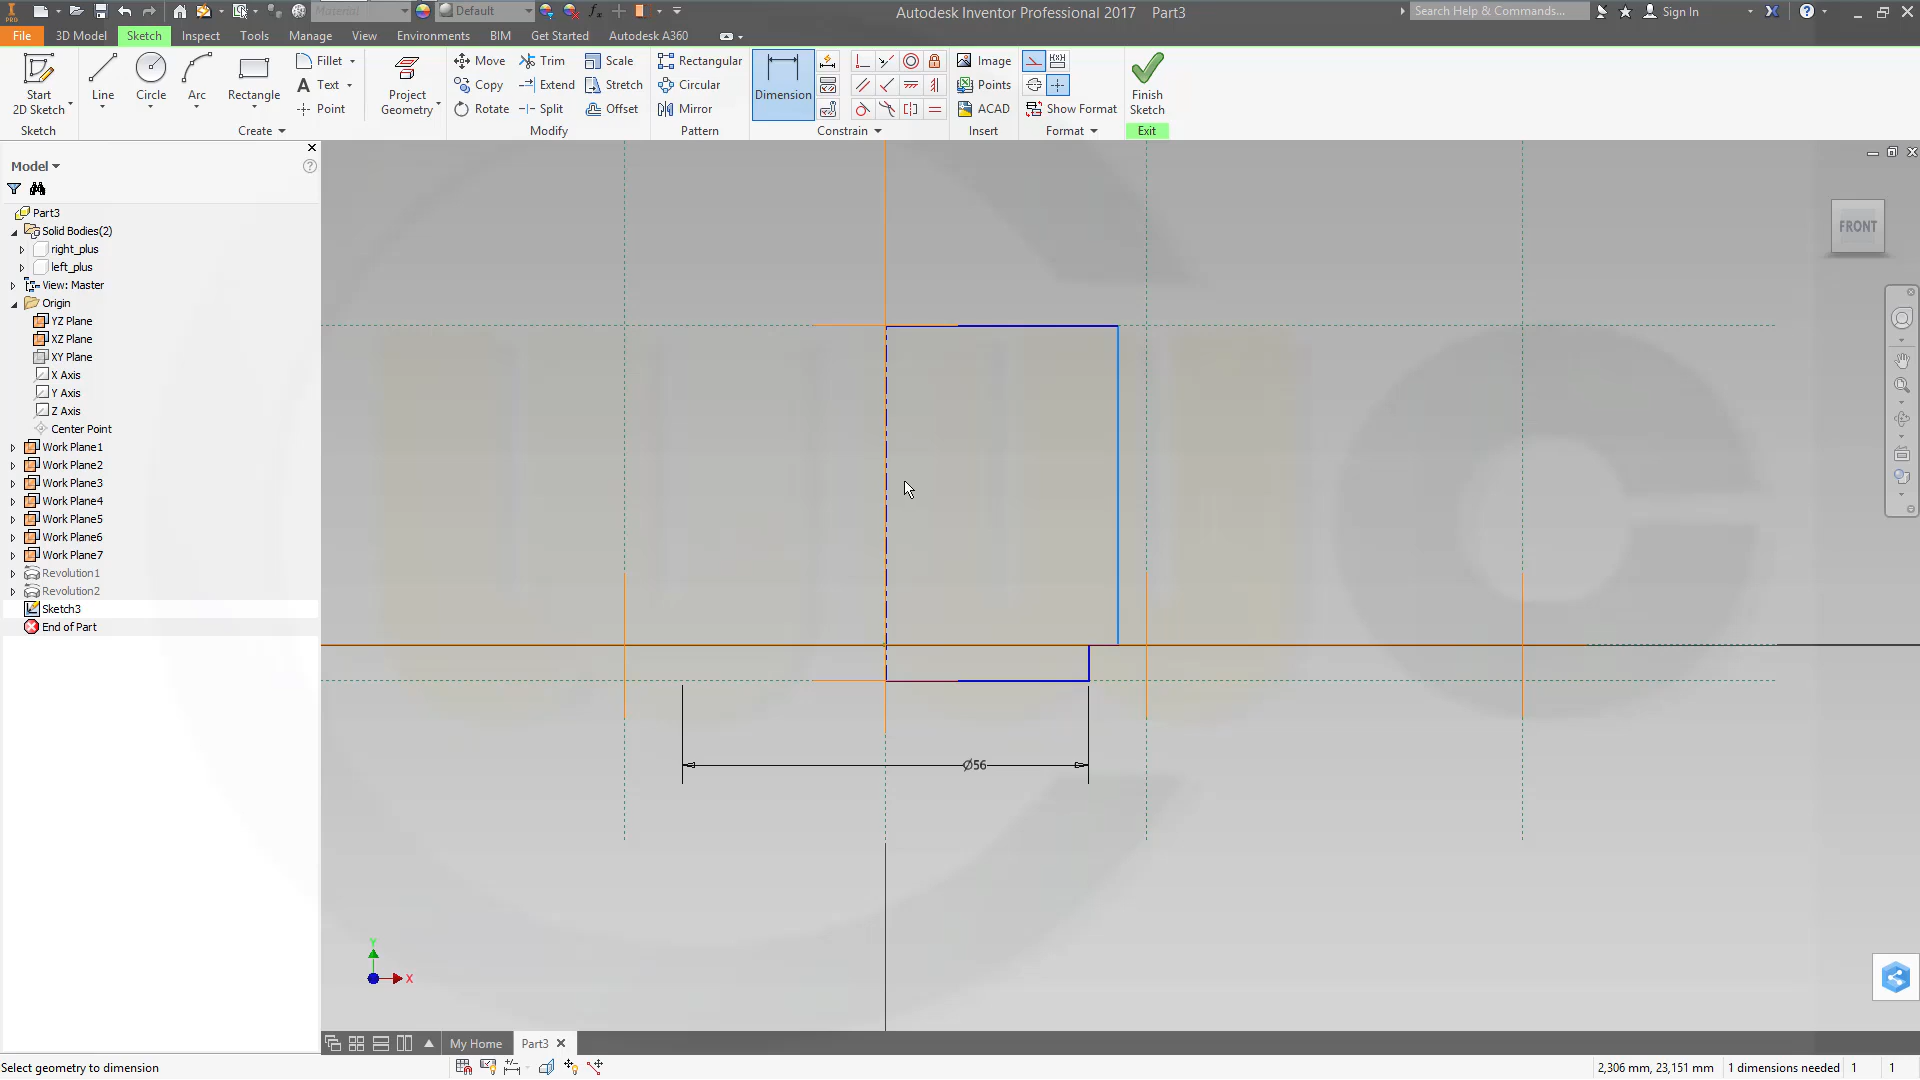 Material Default Autodesk Inventor Professional 2017 Part3 Search Help & Commands... Sign In
PRO
File 3D Model Sketch Inspect Tools Manage View Environments BIM Get Started Autodesk A360
Start 2D Sketch
Line
Circle
Arc
Rectangle
Fillet
Text
Point
Project Geometry
Move
Copy
Rotate
Trim
Extend
Split
Scale
Stretch
Offset
Rectangular
Circular
Mirror
Dimension
Image
Points
ACAD
Show Format
Finish Sketch
Sketch Create Modify Pattern Constrain Insert Format Exit
Model
Part3
Solid Bodies(2)
right_plus
left_plus
View: Master
Origin
YZ Plane
XZ Plane
XY Plane
X Axis
Y Axis
Z Axis
Center Point
Work Plane1
Work Plane2
Work Plane3
Work Plane4
Work Plane5
Work Plane6
Work Plane7
Revolution1
Revolution2
Sketch3
End of Part
FRONT
Ø56
Y
X
My Home Part3
Select geometry to dimension 2,306 mm, 23,151 mm 1 dimensions needed 1 1